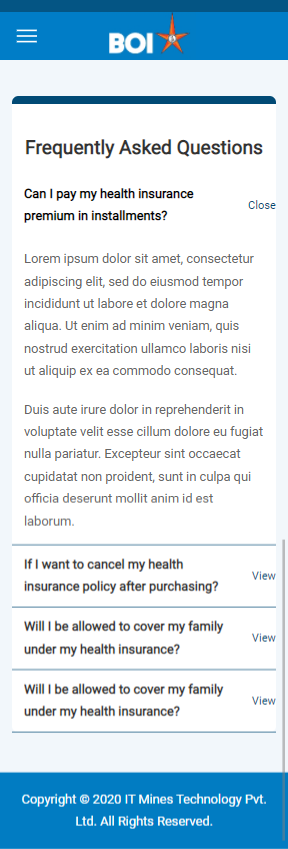 BOI
Frequently Asked Questions
Can I pay my health insurance
premium in installments?
Close
Lorem ipsum dolor sit amet, consectetur
adipiscing elit, sed do eiusmod tempor
incididunt ut labore et dolore magna
aliqua. Ut enim ad minim veniam, quis
nostrud exercitation ullamco laboris nisi
ut aliquip ex ea commodo consequat.
Duis aute irure dolor in reprehenderit in
voluptate velit esse cillum dolore eu fugiat
nulla pariatur. Excepteur sint occaecat
cupidatat non proident, sunt in culpa qui
officia deserunt mollit anim id est
laborum.
If I want to cancel my health
insurance policy after purchasing?
View
Will I be allowed to cover my family
under my health insurance?
View
Will I be allowed to cover my family
under my health insurance?
View
Copyright © 2020 IT Mines Technology Pvt.
Ltd. All Rights Reserved.